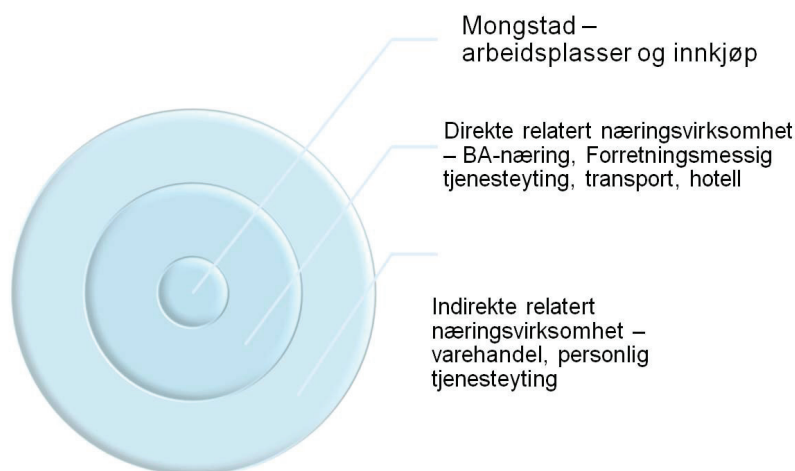 Mongstad –
arbeidsplasser og innkjøp
Direkte relatert næringsvirksomhet
– BA-næring, Forretningsmessig
tjenesteyting, transport, hotell
Indirekte relatert
næringsvirksomhet –
varehandel, personlig
tjenesteyting